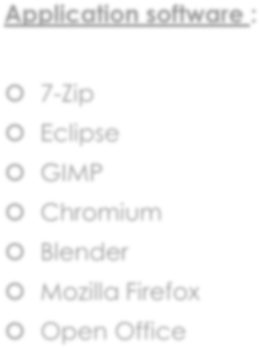 Application software :
7-Zip
Eclipse
GIMP
Chromium
Blender
Mozilla Firefox
Open Office